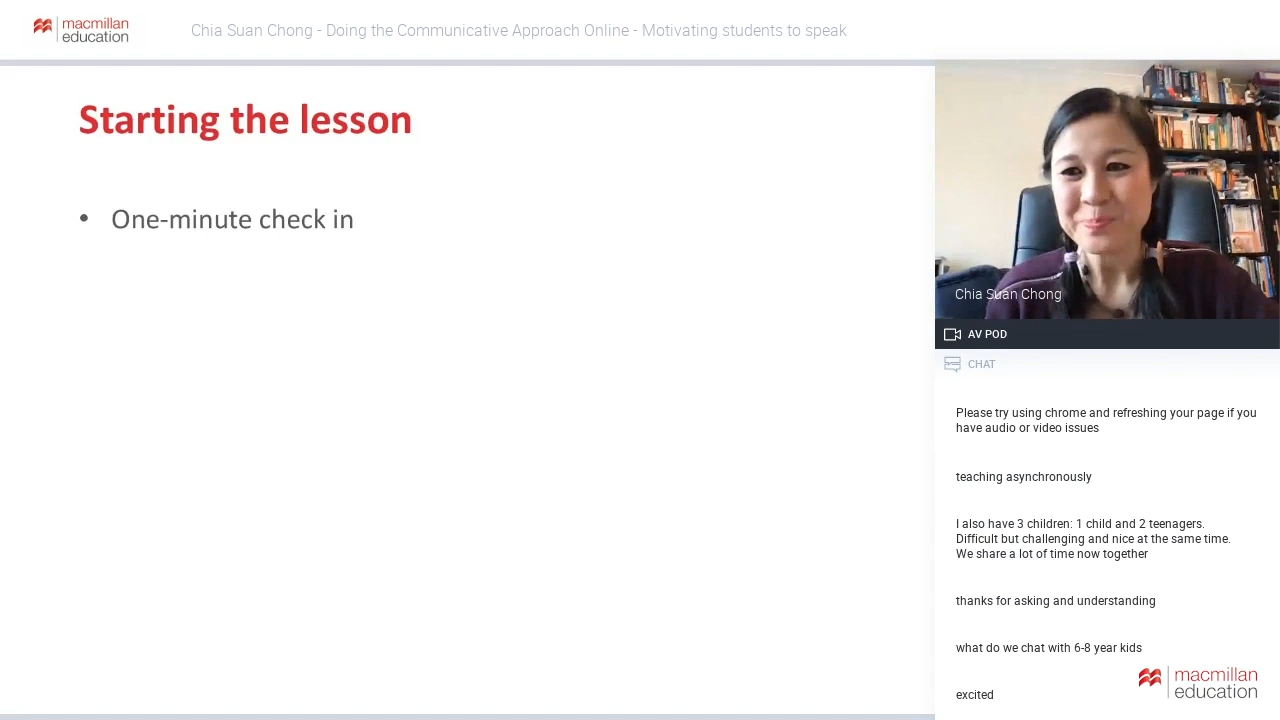 macmillan
education
Chia Suan Chong - Doing the Communicative Approach Online - Motivating students to speak
Starting the lesson
• One-minute check in
Chia Suan Chong
AV POD
CHAT
Please try using chrome and refreshing your page if you
have audio or video issues
teaching asynchronously
I also have 3 children: 1 child and 2 teenagers.
Difficult but challenging and nice at the same time.
We share a lot of time now together
thanks for asking and understanding
what do we chat with 6-8 year kids
excited
macmillan
education